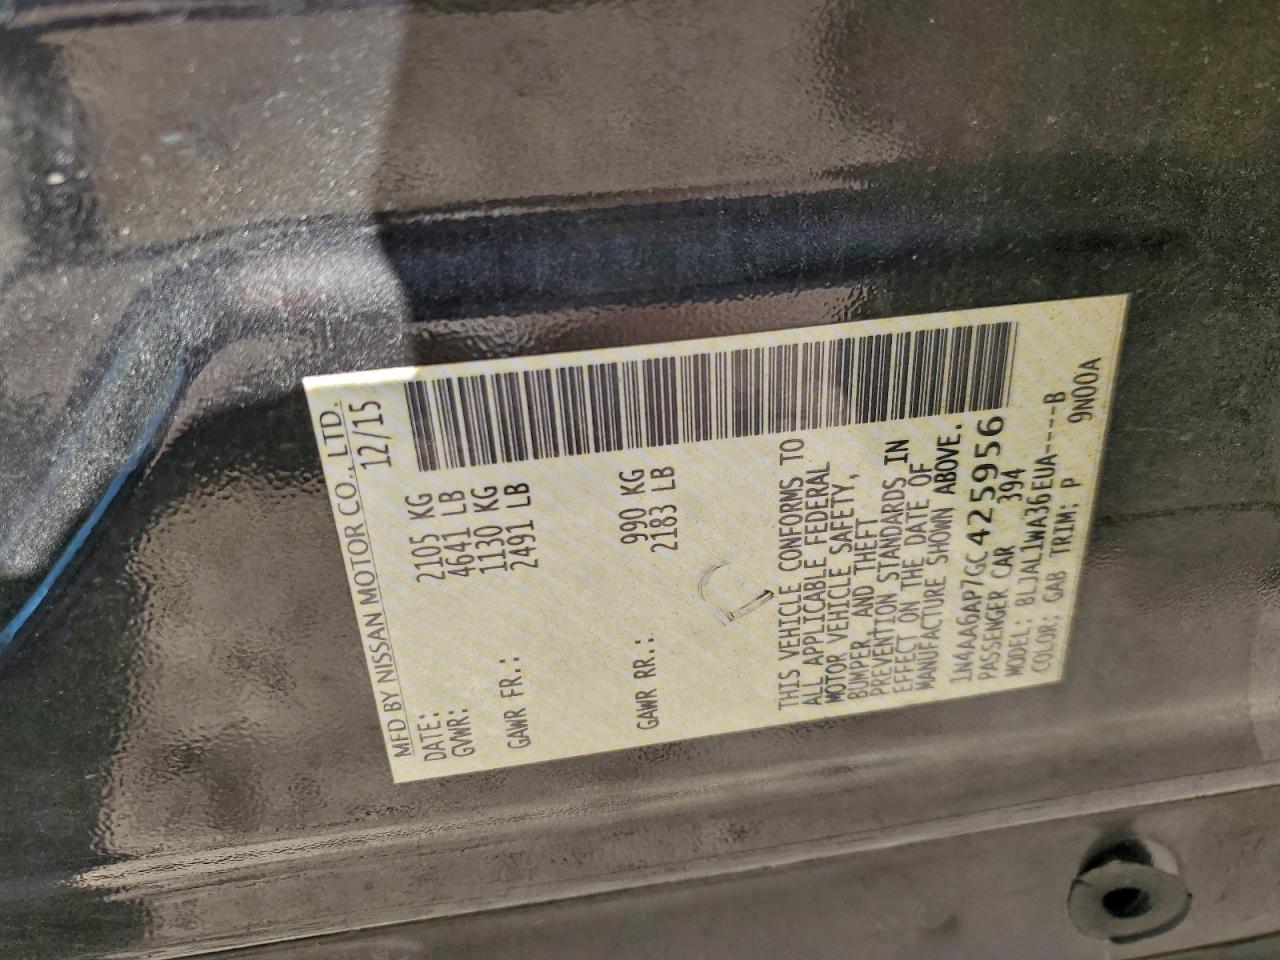 MFD BY NISSAN MOTOR CO., LTD.
DATE: 12/15
GVWR: 2105 KG
4641 LB
GAWR FR.: 1130 KG
2491 LB
GAWR RR.: 990 KG
2183 LB
THIS VEHICLE CONFORMS TO
ALL APPLICABLE FEDERAL
MOTOR VEHICLE SAFETY,
BUMPER, AND THEFT
PREVENTION STANDARDS IN
EFFECT ON THE DATE OF
MANUFACTURE SHOWN ABOVE.
1N4AA6AP7GC425956
PASSENGER CAR 394
MODEL: BLJALLWA36EUA----B
COLOR: GAB TRIM: P 9N00A